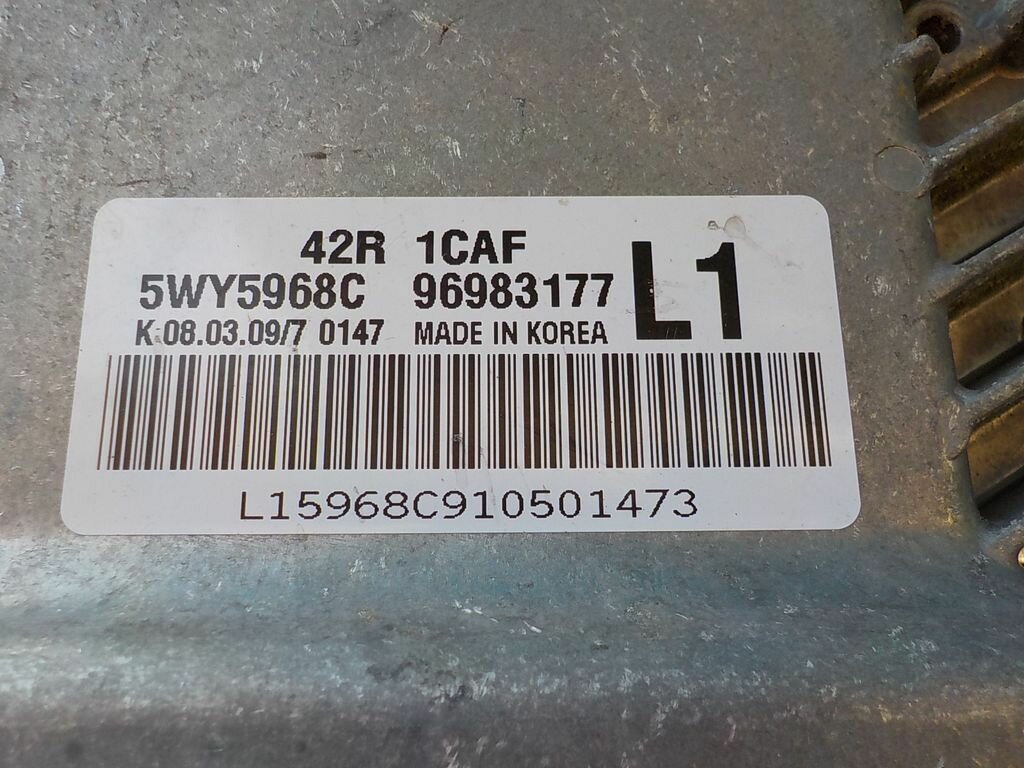 42R 1CAF
5WY5968C 96983177 L1
K 08.03.09/7 0147 MADE IN KOREA
L15968C910501473